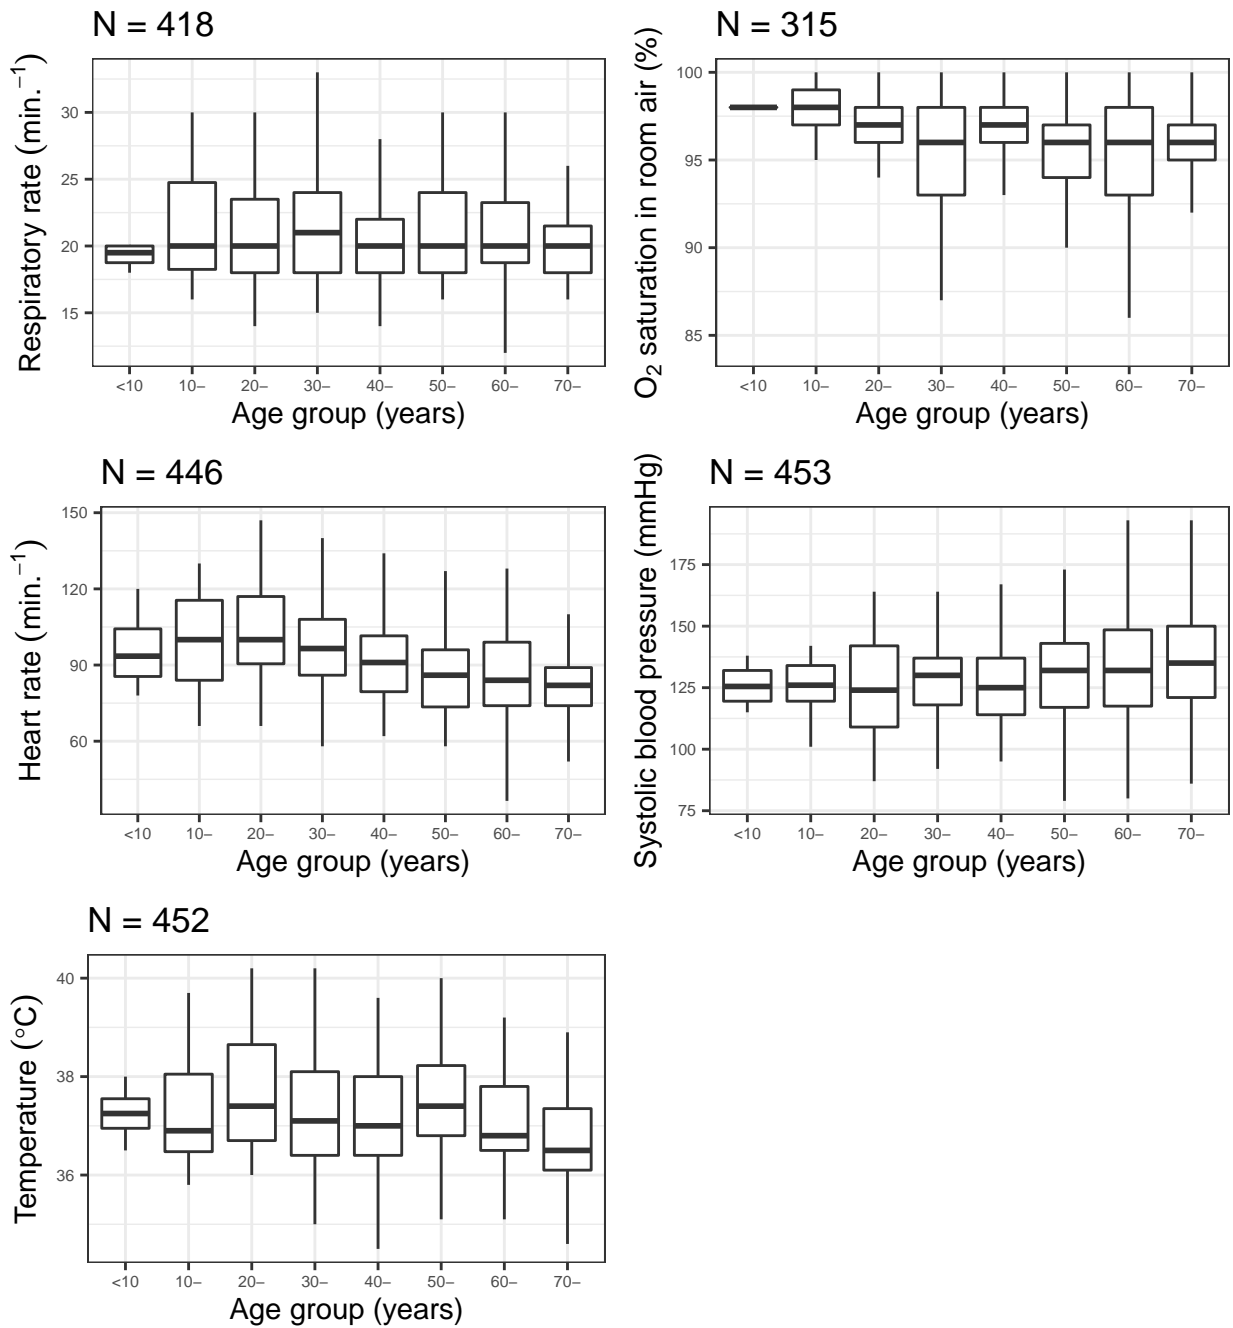 N = 418
Respiratory rate (min.⁻¹)
30
25
20
15
<10 10– 20– 30– 40– 50– 60– 70–
Age group (years)
N = 315
O₂ saturation in room air (%)
100
95
90
85
<10 10– 20– 30– 40– 50– 60– 70–
Age group (years)
N = 446
Heart rate (min.⁻¹)
150
120
90
60
<10 10– 20– 30– 40– 50– 60– 70–
Age group (years)
N = 453
Systolic blood pressure (mmHg)
175
150
125
100
75
<10 10– 20– 30– 40– 50– 60– 70–
Age group (years)
N = 452
Temperature (°C)
40
38
36
<10 10– 20– 30– 40– 50– 60– 70–
Age group (years)